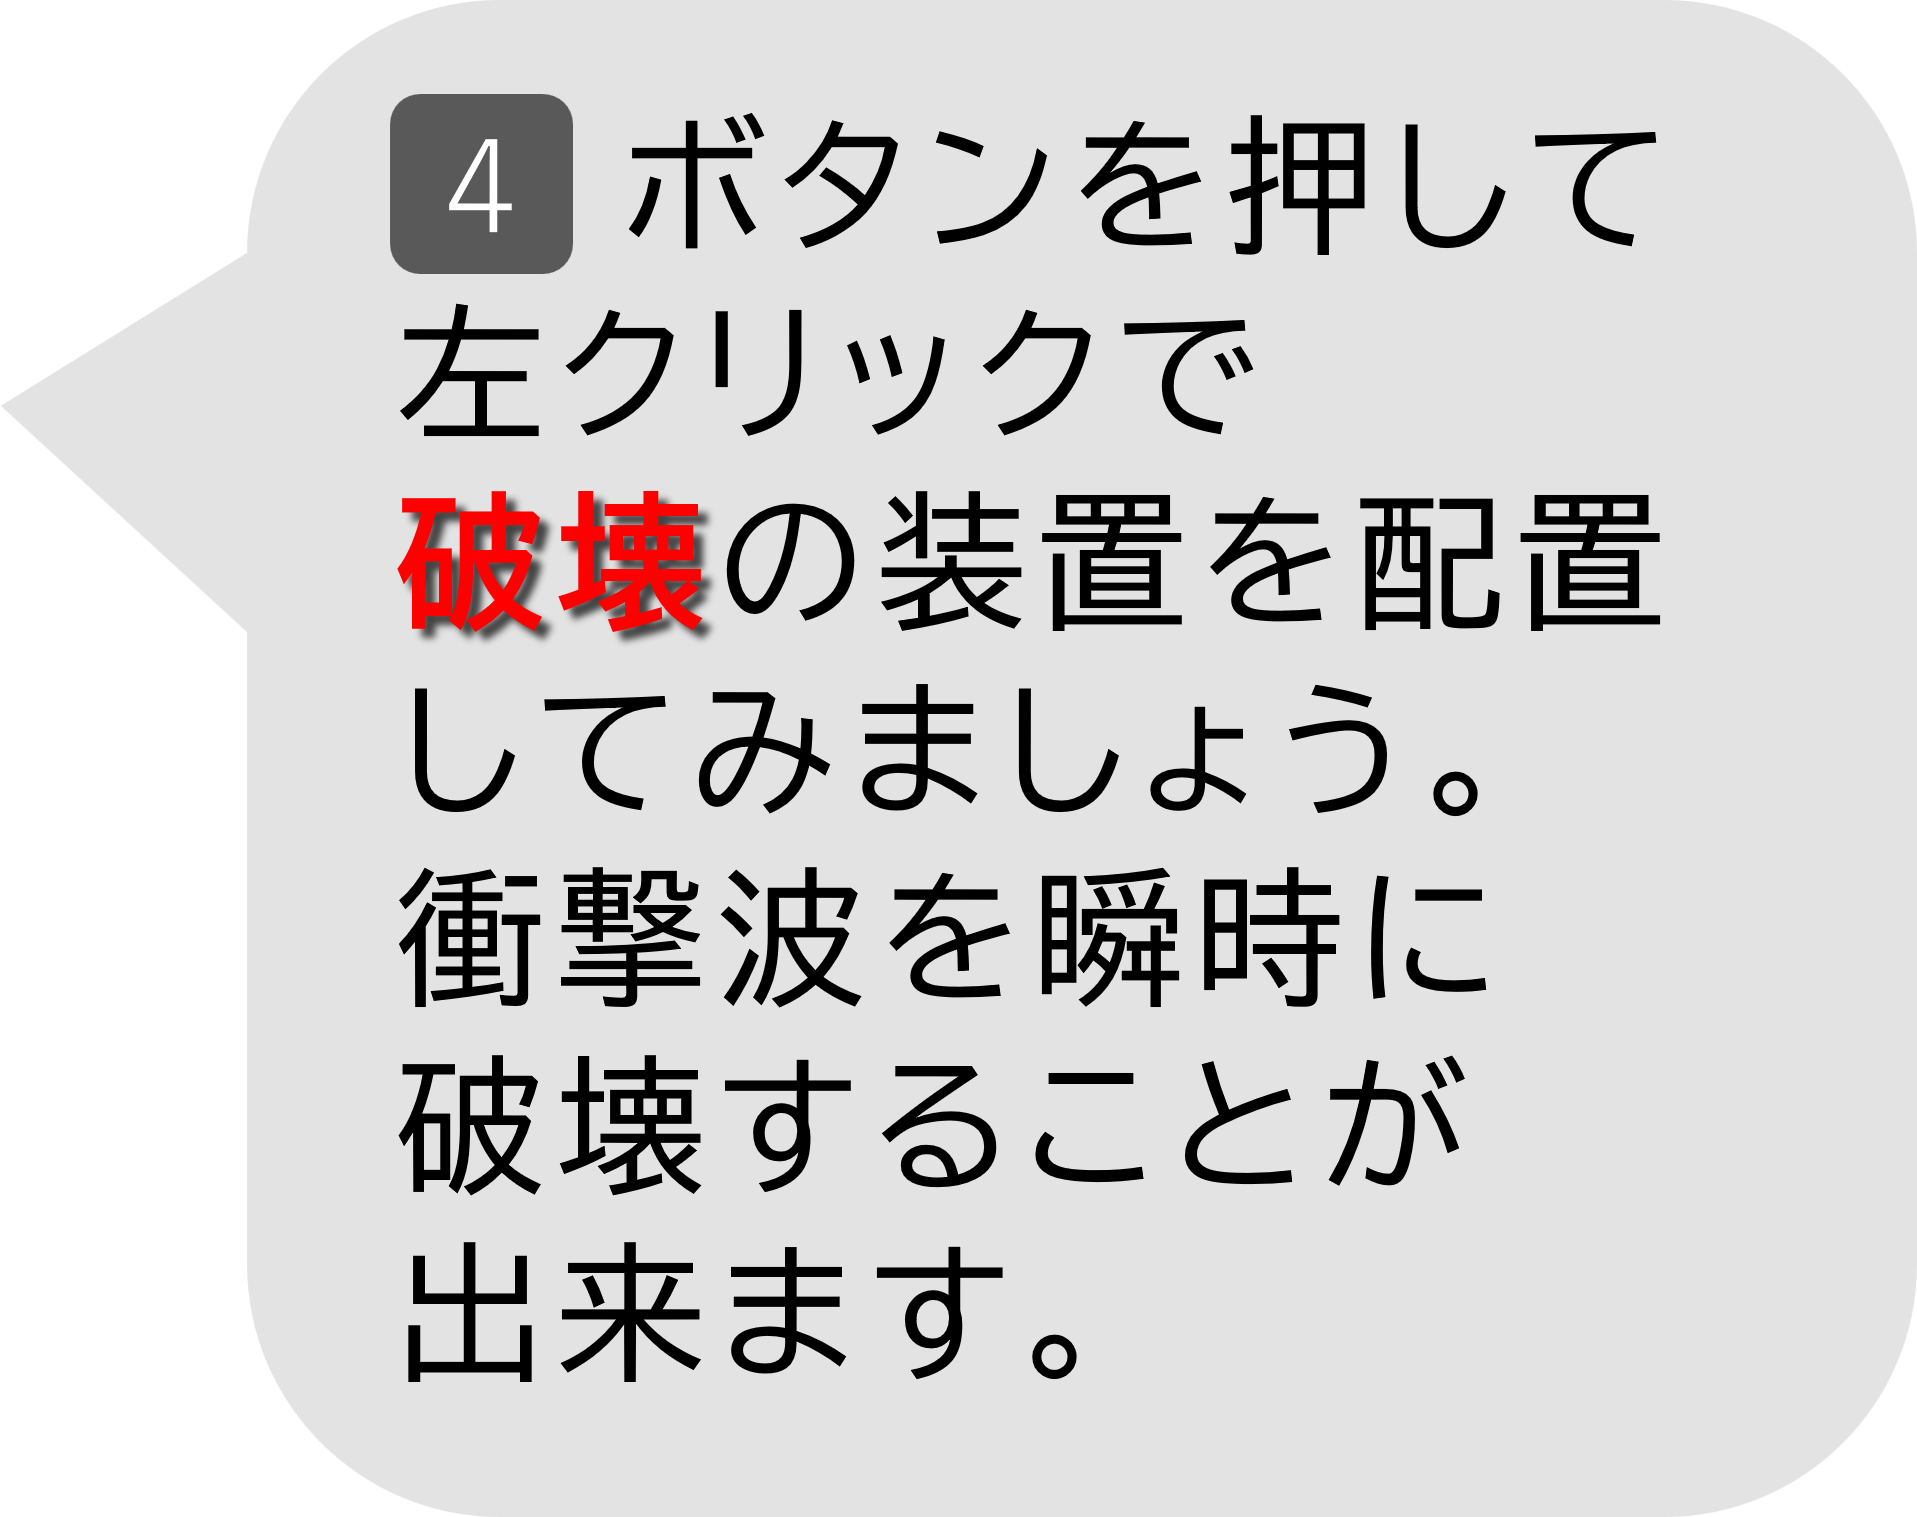 4 ボタンを押して
左クリックで
破壊の装置を配置
してみましょう。
衝撃波を瞬時に
破壊することが
出来ます。